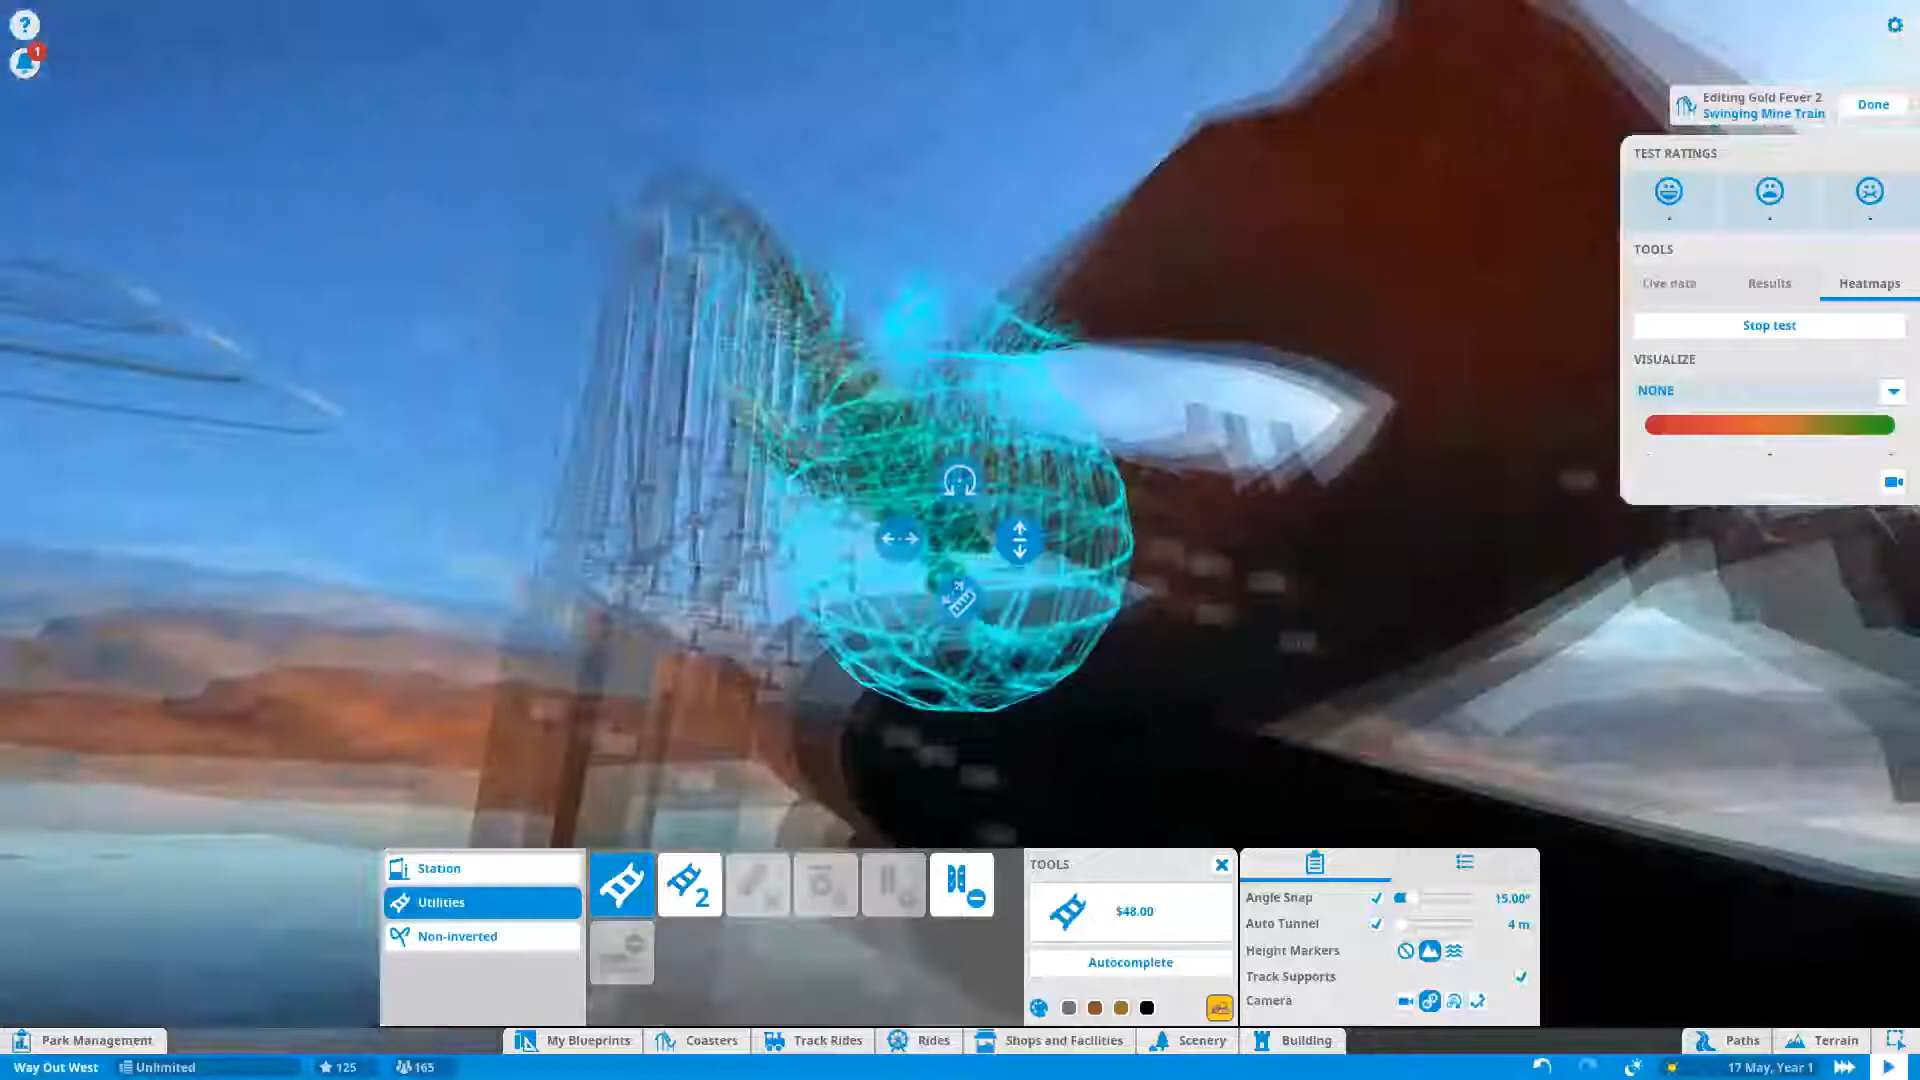 ?
1
Editing Gold Fever 2
Swinging Mine Train
Done
TEST RATINGS
-
-
-
TOOLS
Live data
Results
Heatmaps
Stop test
VISUALIZE
NONE
-
-
-
Station
Utilities
Non-inverted
2
TOOLS
$48.00
Autocomplete
Angle Snap
15.00°
Auto Tunnel
4 m
Height Markers
Track Supports
Camera
Park Management
My Blueprints
Coasters
Track Rides
Rides
Shops and Facilities
Scenery
Building
Paths
Terrain
Way Out West
Unlimited
125
165
17 May, Year 1